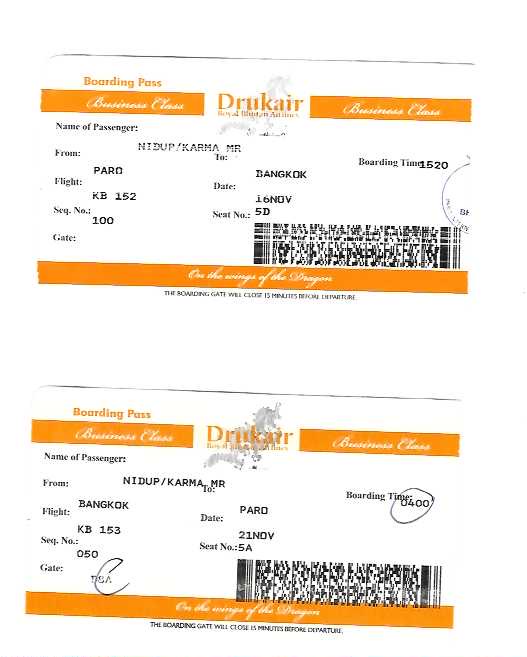 Boarding Pass
Business Class
Drukair
Royal Bhutan Airlines
Business Class
Name of Passenger:
NIDUP/KARMA MR
From:
To:
Boarding Time:
1520
PARO
BANGKOK
Flight:
Date:
KB 152
16NOV
Seq. No.:
Seat No.: 5D
100
Gate:
On the wings of the Dragon
THE BOARDING GATE WILL CLOSE 15 MINUTES BEFORE DEPARTURE.
Boarding Pass
Business Class
Drukair
Royal Bhutan Airlines
Business Class
Name of Passenger:
From:
NIDUP/KARMA MR
To:
Boarding Time:
0400
BANGKOK
PARO
Flight:
Date:
KB 153
21NOV
Seq. No.:
Seat No.:5A
050
Gate:
On the wings of the Dragon
THE BOARDING GATE WILL CLOSE 15 MINUTES BEFORE DEPARTURE.